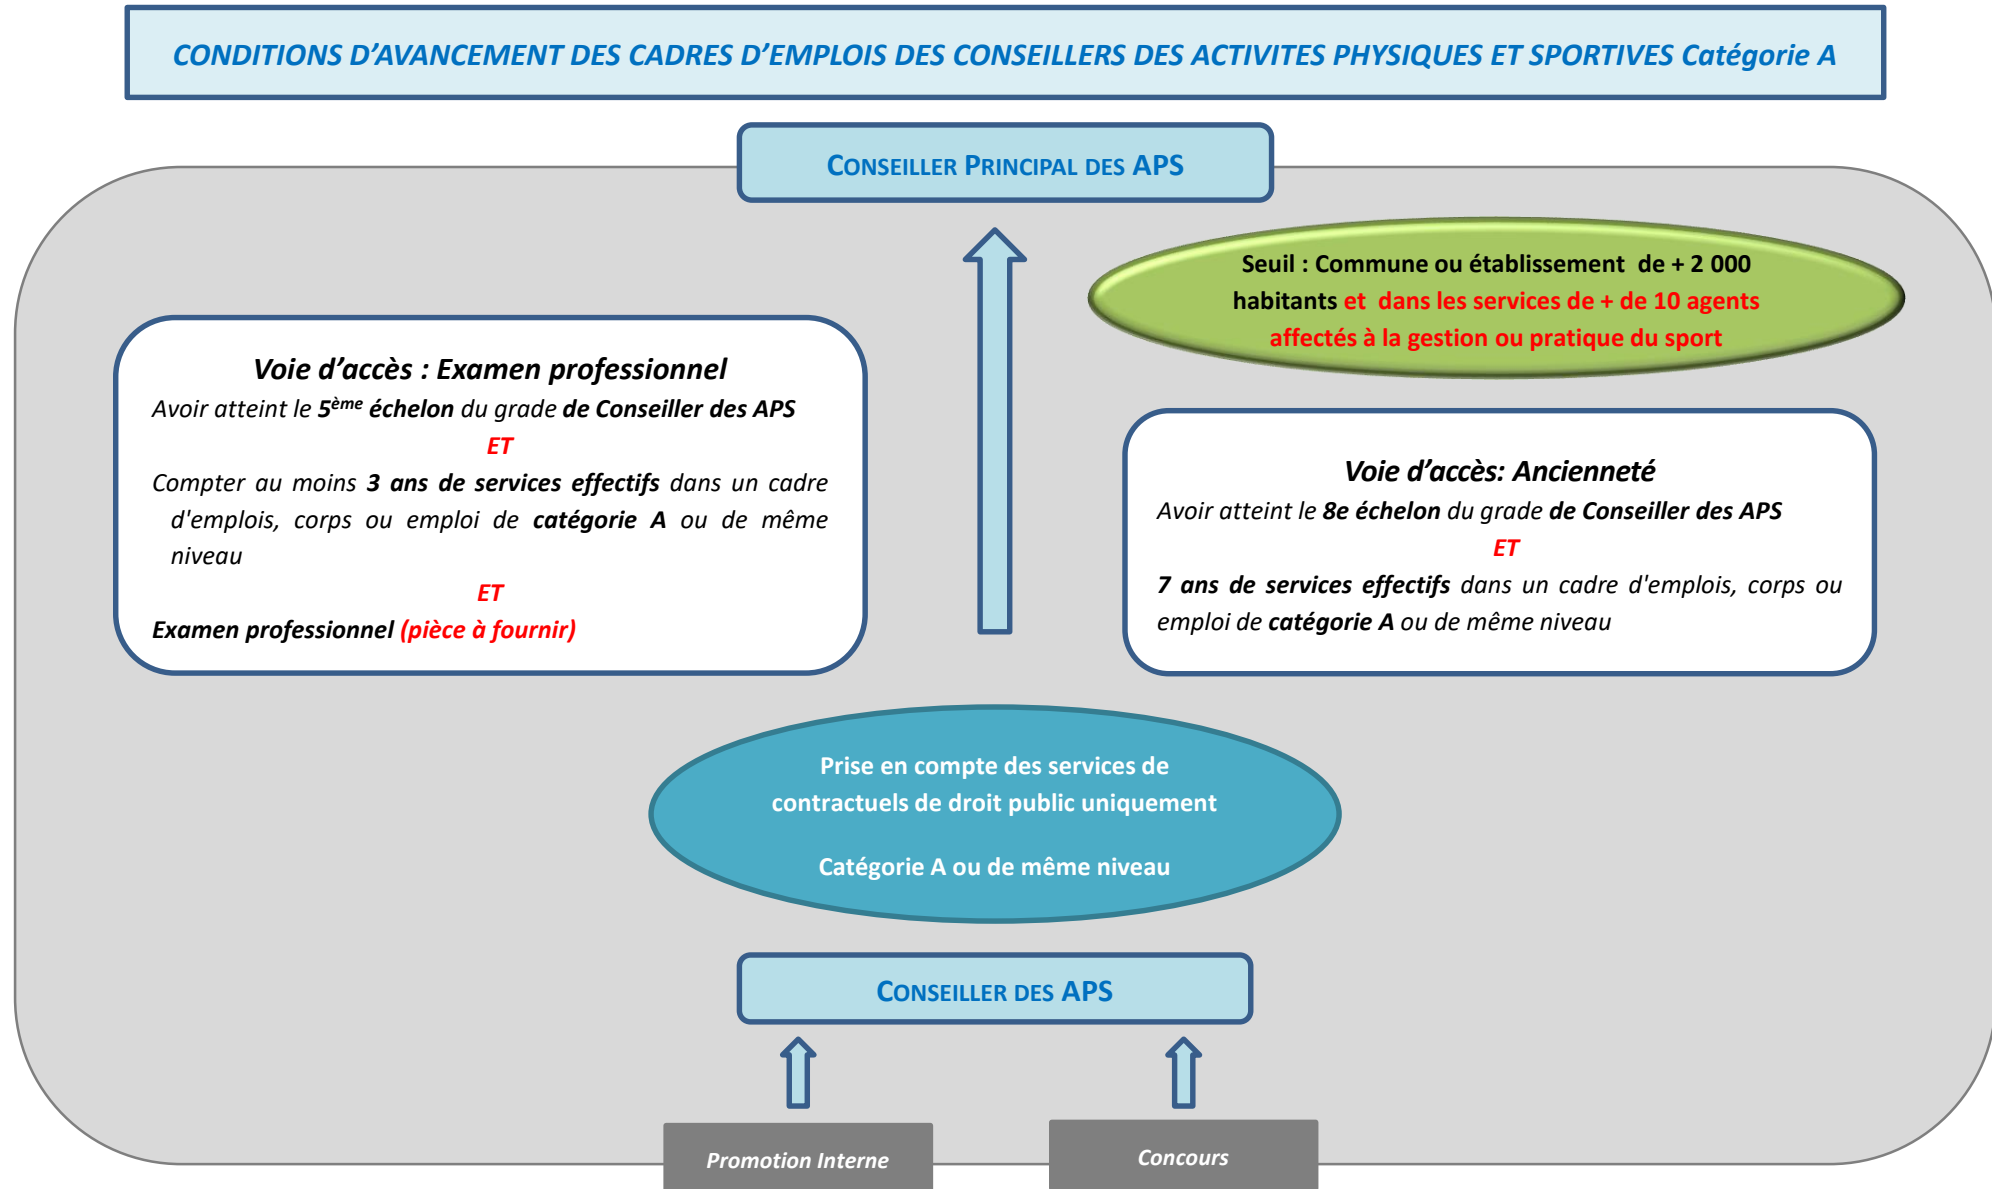 CONDITIONS D’AVANCEMENT DES CADRES D’EMPLOIS DES CONSEILLERS DES ACTIVITES PHYSIQUES ET SPORTIVES Catégorie A
CONSEILLER PRINCIPAL DES APS
Seuil : Commune ou établissement de + 2 000
habitants et dans les services de + de 10 agents
affectés à la gestion ou pratique du sport
Voie d’accès : Examen professionnel
Avoir atteint le 5ème échelon du grade de Conseiller des APS
ET
Compter au moins 3 ans de services effectifs dans un cadre
d'emplois, corps ou emploi de catégorie A ou de même
niveau
ET
Examen professionnel (pièce à fournir)
Voie d’accès: Ancienneté
Avoir atteint le 8e échelon du grade de Conseiller des APS
ET
7 ans de services effectifs dans un cadre d'emplois, corps ou
emploi de catégorie A ou de même niveau
Prise en compte des services de
contractuels de droit public uniquement
Catégorie A ou de même niveau
CONSEILLER DES APS
Promotion Interne
Concours